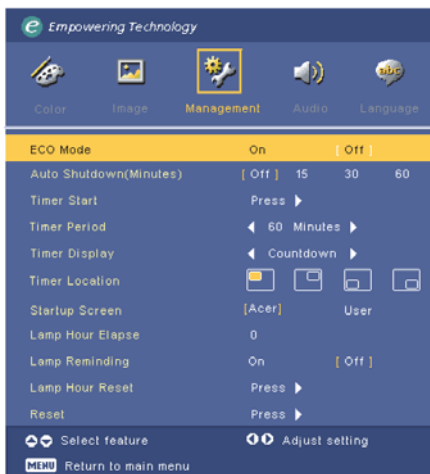 e Empowering Technology
Color Image Management Audio Language
abc
ECO Mode On [ Off ]
Auto Shutdown(Minutes) [ Off ] 15 30 60
Timer Start Press
Timer Period 60 Minutes
Timer Display Countdown
Timer Location
Startup Screen [Acer] User
Lamp Hour Elapse 0
Lamp Reminding On [ Off ]
Lamp Hour Reset Press
Reset Press
Select feature Adjust setting
MENU Return to main menu